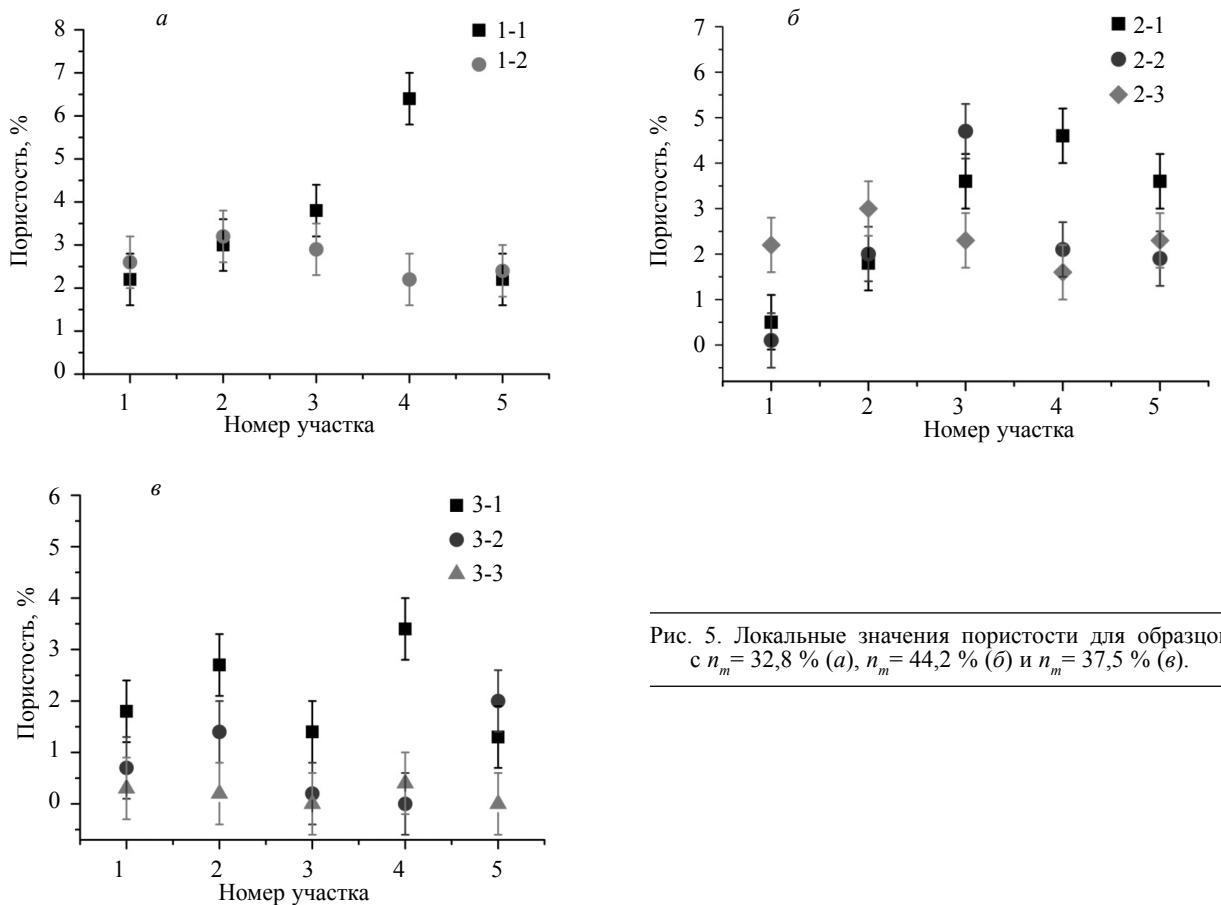 а
8
7
6
5
4
3
2
1
0
Пористость, %
1-1
1-2
1 2 3 4 5
Номер участка
б
7
6
5
4
3
2
1
0
Пористость, %
2-1
2-2
2-3
1 2 3 4 5
Номер участка
в
6
5
4
3
2
1
0
Пористость, %
3-1
3-2
3-3
1 2 3 4 5
Номер участка
Рис. 5. Локальные значения пористости для образцов
с nm = 32,8 % (а), nm = 44,2 % (б) и nm = 37,5 % (в).